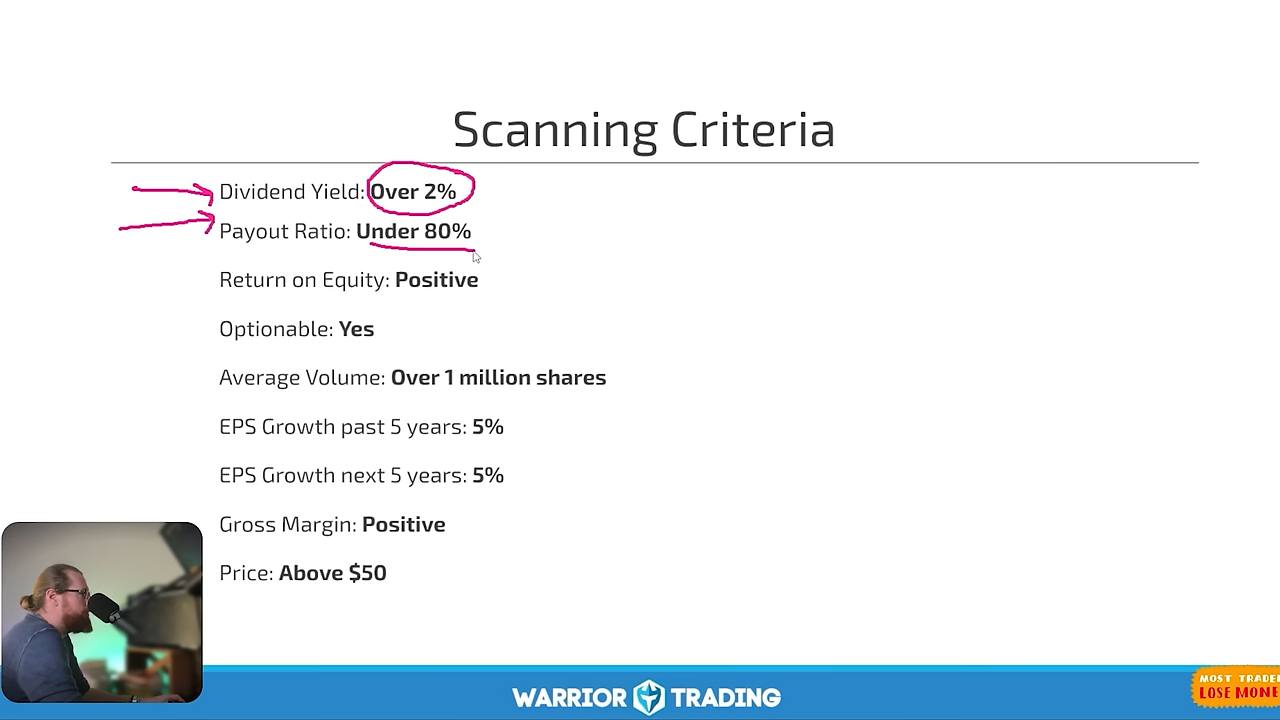 Scanning Criteria
Dividend Yield: Over 2%
Payout Ratio: Under 80%
Return on Equity: Positive
Optionable: Yes
Average Volume: Over 1 million shares
EPS Growth past 5 years: 5%
EPS Growth next 5 years: 5%
Gross Margin: Positive
Price: Above $50
WARRIOR TRADING
MOST TRADE
LOSE MONE